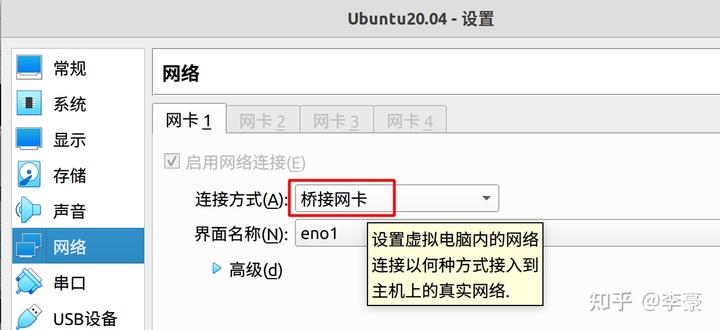 Ubuntu20.04 - 设置
常规
系统
显示
存储
声音
网络
串口
USB设备
网络
网卡 1
网卡 2
网卡 3
网卡 4
启用网络连接(E)
连接方式(A):
桥接网卡
界面名称(N):
eno1
高级(d)
设置虚拟电脑内的网络
连接以何种方式接入到
主机上的真实网络.
知乎 @李豪